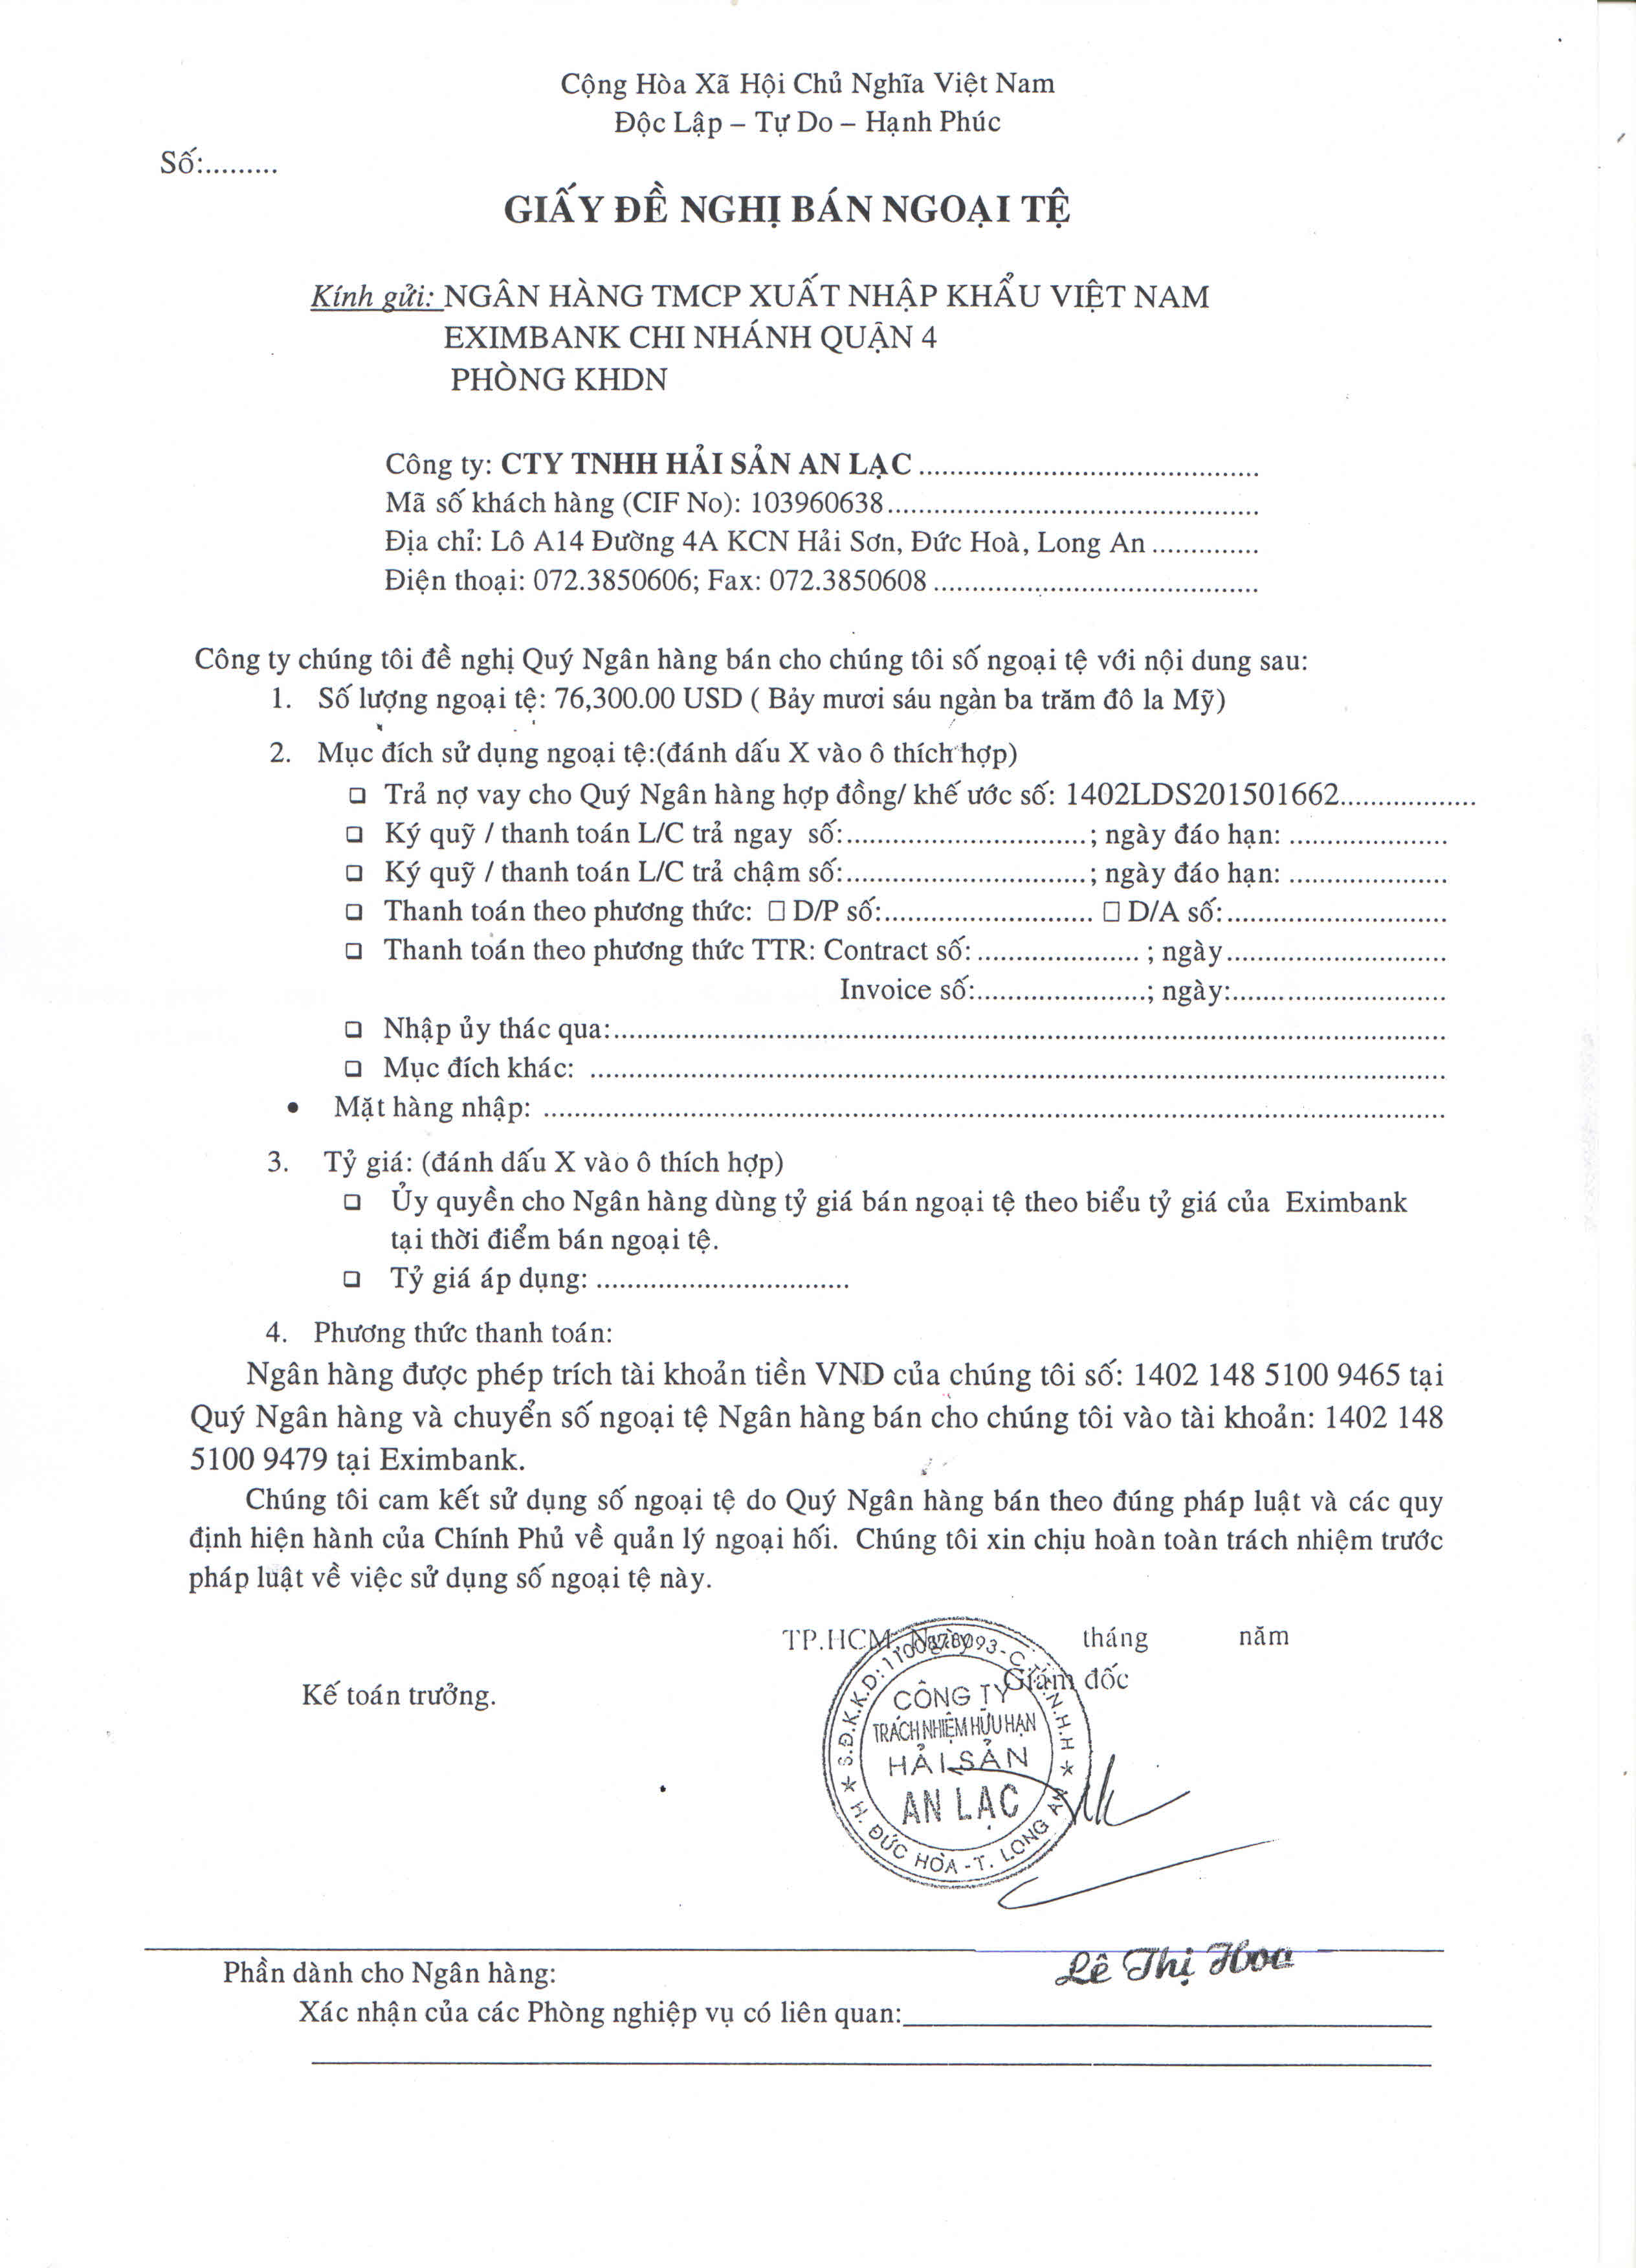 Cộng Hòa Xã Hội Chủ Nghĩa Việt Nam
Độc Lập – Tự Do – Hạnh Phúc
Số:.........
GIẤY ĐỀ NGHỊ BÁN NGOẠI TỆ
Kính gửi: NGÂN HÀNG TMCP XUẤT NHẬP KHẨU VIỆT NAM
EXIMBANK CHI NHÁNH QUẬN 4
PHÒNG KHDN
Công ty: CTY TNHH HẢI SẢN AN LẠC ............................................
Mã số khách hàng (CIF No): 103960638................................................
Địa chỉ: Lô A14 Đường 4A KCN Hải Sơn, Đức Hoà, Long An ..............
Điện thoại: 072.3850606; Fax: 072.3850608 ..........................................
Công ty chúng tôi đề nghị Quý Ngân hàng bán cho chúng tôi số ngoại tệ với nội dung sau:
1. Số lượng ngoại tệ: 76,300.00 USD ( Bảy mươi sáu ngàn ba trăm đô la Mỹ)
2. Mục đích sử dụng ngoại tệ:(đánh dấu X vào ô thích hợp)
❑ Trả nợ vay cho Quý Ngân hàng hợp đồng/ khế ước số: 1402LDS201501662..................
❑ Ký quỹ / thanh toán L/C trả ngay số:...............................; ngày đáo hạn: ....................
❑ Ký quỹ / thanh toán L/C trả chậm số:...............................; ngày đáo hạn: ....................
❑ Thanh toán theo phương thức: □ D/P số:........................... □ D/A số:............................
❑ Thanh toán theo phương thức TTR: Contract số: ..................... ; ngày............................
Invoice số:......................; ngày:............................
❑ Nhập ủy thác qua:............................................................................................................
❑ Mục đích khác: ...............................................................................................................
• Mặt hàng nhập: .....................................................................................................................
3. Tỷ giá: (đánh dấu X vào ô thích hợp)
❑ Ủy quyền cho Ngân hàng dùng tỷ giá bán ngoại tệ theo biểu tỷ giá của Eximbank
tại thời điểm bán ngoại tệ.
❑ Tỷ giá áp dụng: .................................
4. Phương thức thanh toán:
Ngân hàng được phép trích tài khoản tiền VND của chúng tôi số: 1402 148 5100 9465 tại
Quý Ngân hàng và chuyển số ngoại tệ Ngân hàng bán cho chúng tôi vào tài khoản: 1402 148
5100 9479 tại Eximbank.
Chúng tôi cam kết sử dụng số ngoại tệ do Quý Ngân hàng bán theo đúng pháp luật và các quy
định hiện hành của Chính Phủ về quản lý ngoại hối. Chúng tôi xin chịu hoàn toàn trách nhiệm trước
pháp luật về việc sử dụng số ngoại tệ này.
TP.HCM, Ngày tháng năm
Giám đốc
Kế toán trưởng.
S.Đ.K.K.D: - C.T.T.N.H.H
CÔNG TY
TRÁCH NHIỆM HỮU HẠN
HẢI SẢN
AN LẠC
H. ĐỨC HÒA - T. LONG AN
Lê Thị Hoa
Phần dành cho Ngân hàng:
Xác nhận của các Phòng nghiệp vụ có liên quan: